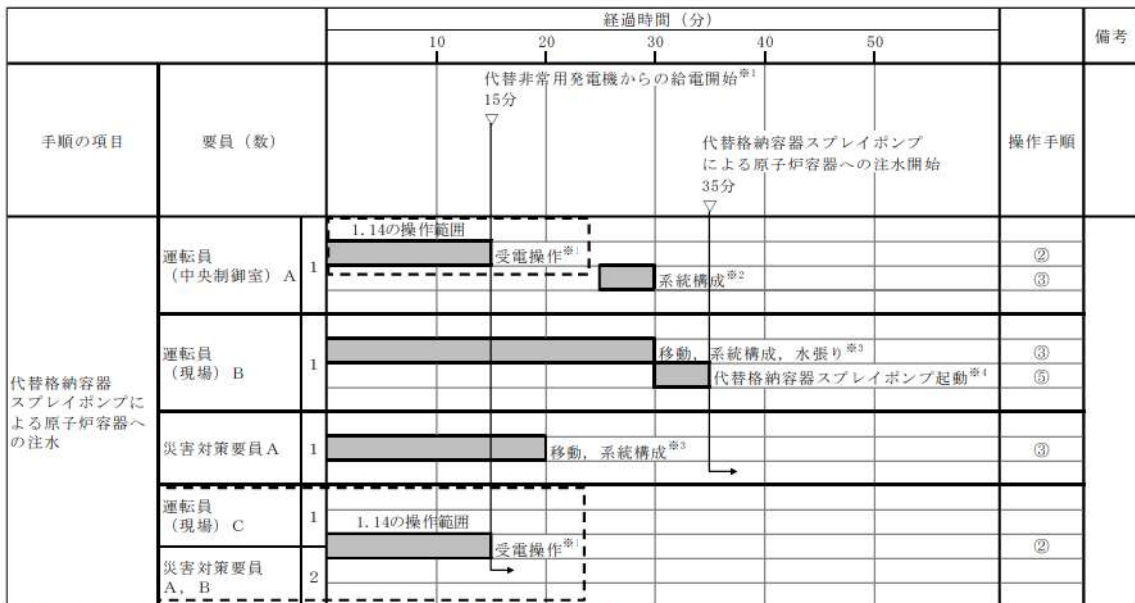 経過時間（分）
備考
10 20 30 40 50
手順の項目
要員（数）
操作手順
代替非常用発電機からの給電開始※1
15分
▽
代替格納容器スプレイポンプ
による原子炉容器への注水開始
35分
▽
代替格納容器
スプレイポンプに
よる原子炉容器へ
の注水
運転員
（中央制御室）A
1
1.14の操作範囲
受電操作※1
②
系統構成※2
③
運転員
（現場）B
1
移動，系統構成，水張り※3
③
代替格納容器スプレイポンプ起動※4
⑤
災害対策要員A
1
移動，系統構成※3
③
運転員
（現場）C
1
1.14の操作範囲
受電操作※1
②
災害対策要員
A，B
2